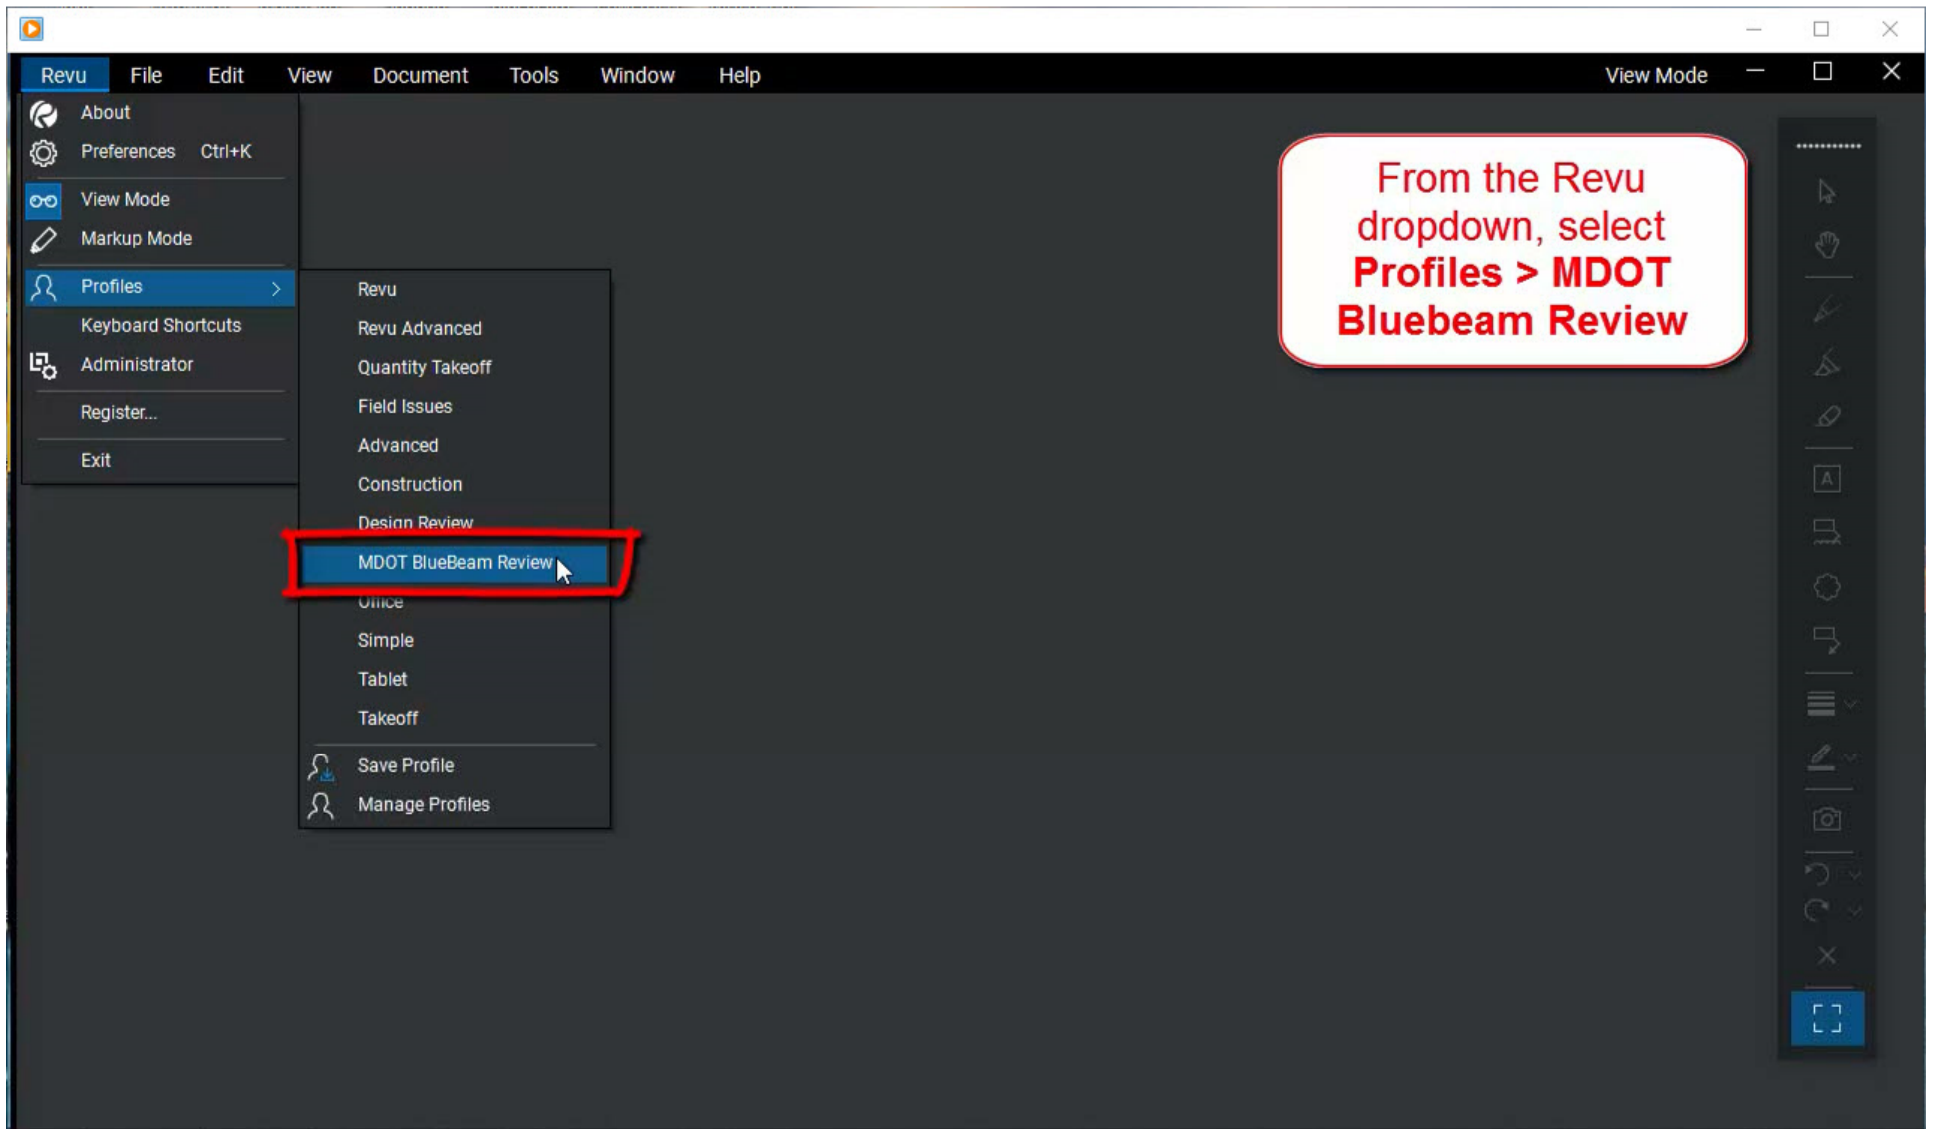 Revu File Edit View Document Tools Window Help View Mode
About
Preferences Ctrl+K
View Mode
Markup Mode
Profiles
Keyboard Shortcuts
Administrator
Register...
Exit
Revu
Revu Advanced
Quantity Takeoff
Field Issues
Advanced
Construction
Design Review
MDOT BlueBeam Review
Office
Simple
Tablet
Takeoff
Save Profile
Manage Profiles
From the Revu
dropdown, select
Profiles > MDOT
Bluebeam Review
A